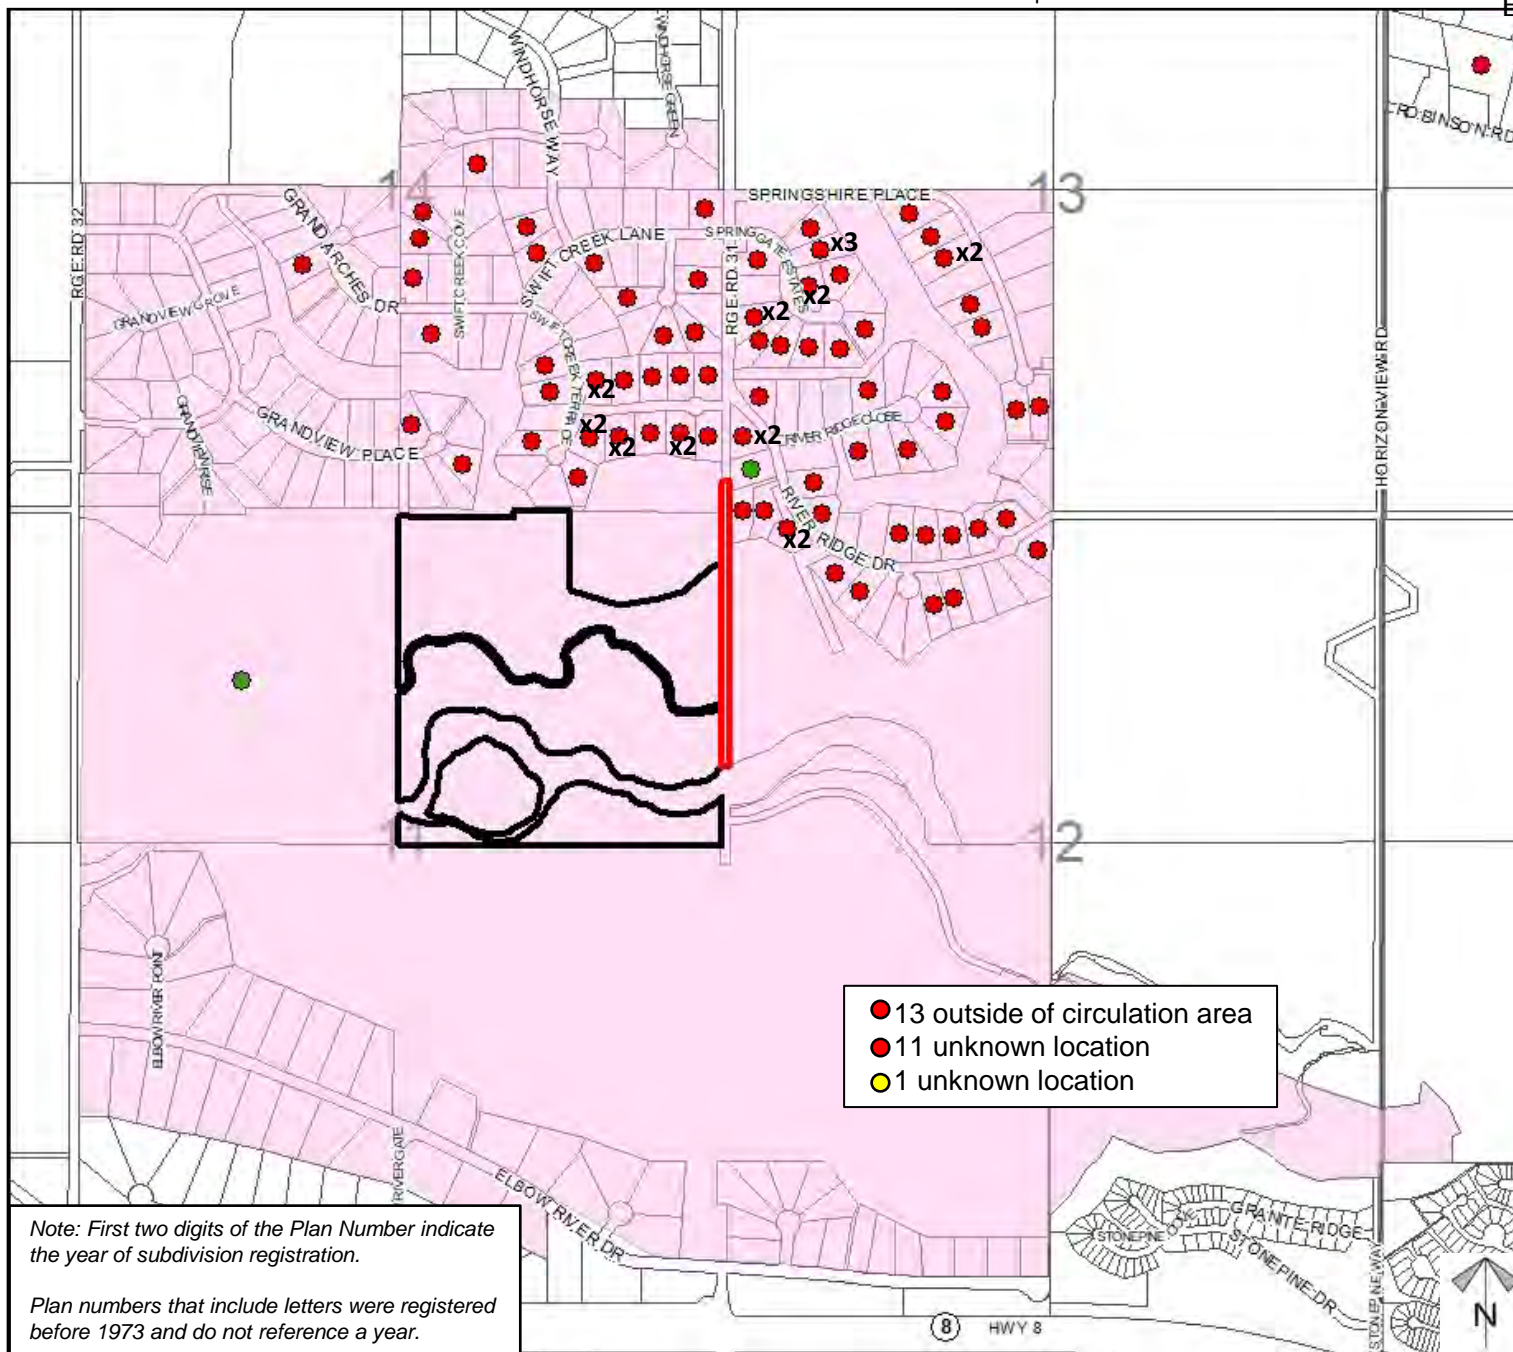 WINDHORSE WAY
WINDHORSE GREEN
ROBINSON RD
14
13
SPRINGSHIRE PLACE
GRAND ARCHES DR
RGE RD 32
SWIFT CREEK COVE
SWIFT CREEK LANE
SPRINGGATE ESTATES
RGE RD 31
x3
x2
x2
x2
GRANDVIEW GROVE
SWIFT CREEK TERRACE
HORIZON VIEW RD
x2
GRANDVIEW RISE
GRANDVIEW PLACE
RIVER RIDGE CLOSE
x2
x2
x2
x2
RIVER RIDGE DR
x2
11
12
ELBOW RIVER POINT
13 outside of circulation area
11 unknown location
1 unknown location
RIVERGATE
ELBOW RIVER DR
GRANITE RIDGE
STONEPINE
STONEPINE DR
STONEPINE WAY
Note: First two digits of the Plan Number indicate
the year of subdivision registration.
Plan numbers that include letters were registered
before 1973 and do not reference a year.
8 HWY 8
N